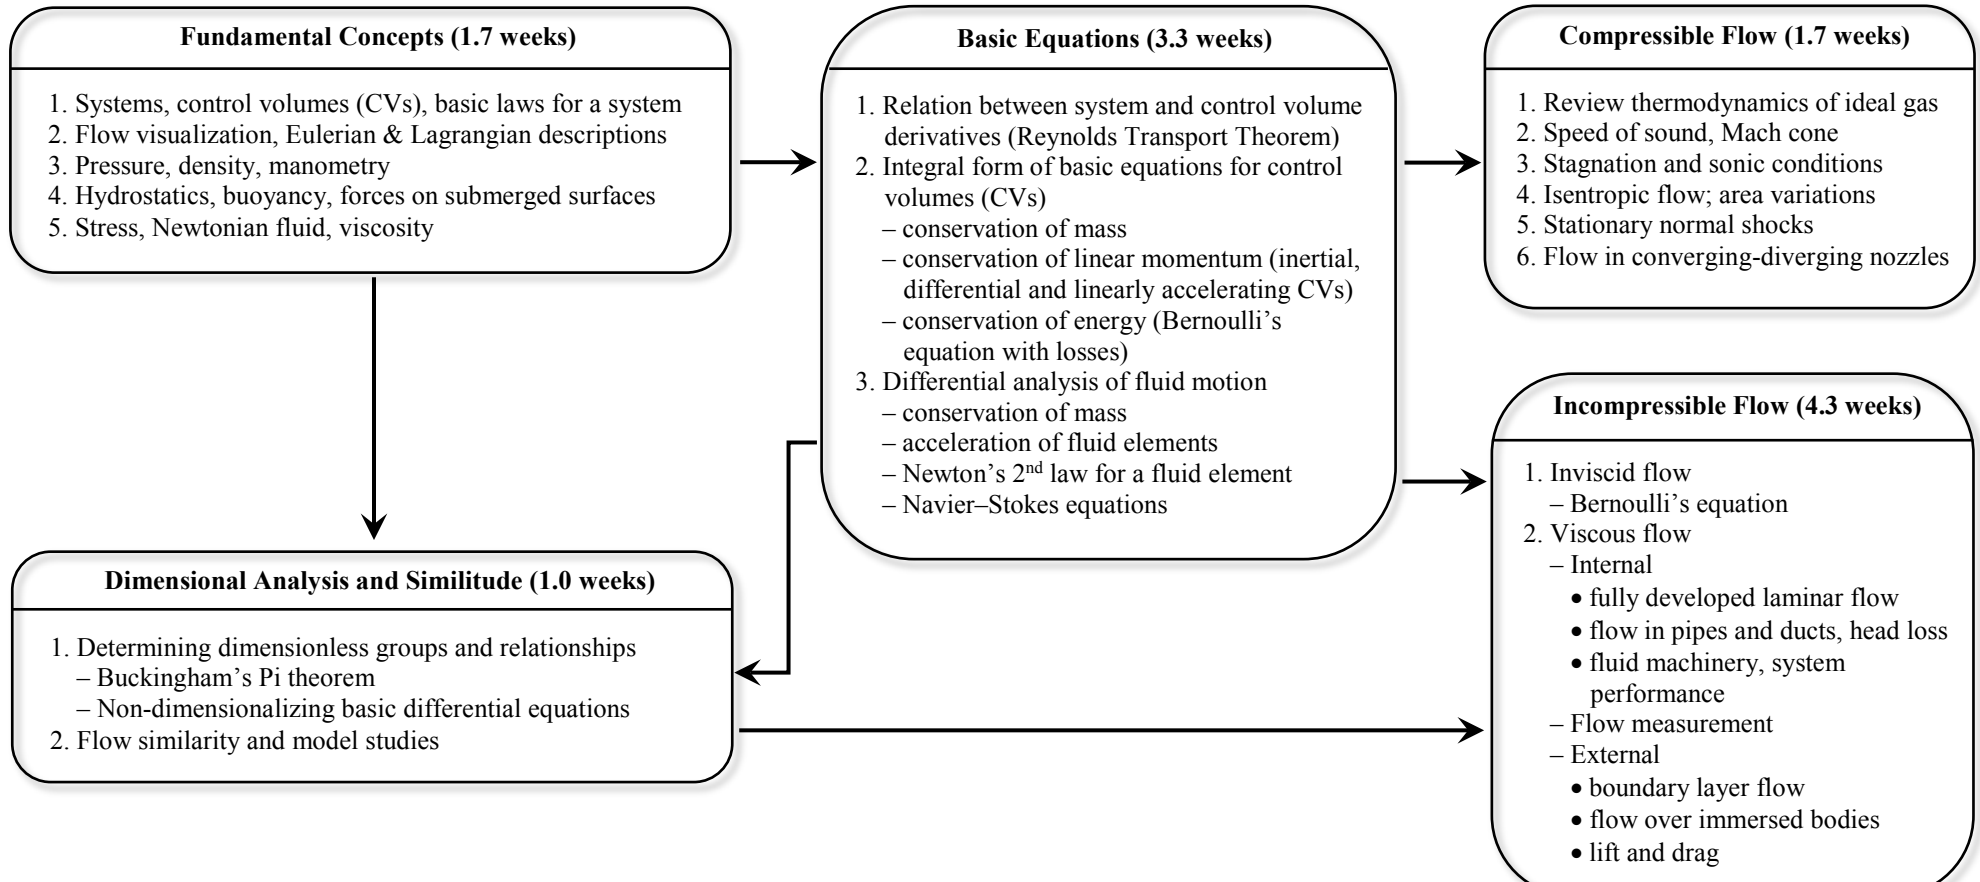 Fundamental Concepts (1.7 weeks)
1. Systems, control volumes (CVs), basic laws for a system
2. Flow visualization, Eulerian & Lagrangian descriptions
3. Pressure, density, manometry
4. Hydrostatics, buoyancy, forces on submerged surfaces
5. Stress, Newtonian fluid, viscosity
Basic Equations (3.3 weeks)
1. Relation between system and control volume
derivatives (Reynolds Transport Theorem)
2. Integral form of basic equations for control
volumes (CVs)
– conservation of mass
– conservation of linear momentum (inertial,
differential and linearly accelerating CVs)
– conservation of energy (Bernoulli’s
equation with losses)
3. Differential analysis of fluid motion
– conservation of mass
– acceleration of fluid elements
– Newton’s 2nd law for a fluid element
– Navier–Stokes equations
Compressible Flow (1.7 weeks)
1. Review thermodynamics of ideal gas
2. Speed of sound, Mach cone
3. Stagnation and sonic conditions
4. Isentropic flow; area variations
5. Stationary normal shocks
6. Flow in converging-diverging nozzles
Dimensional Analysis and Similitude (1.0 weeks)
1. Determining dimensionless groups and relationships
– Buckingham’s Pi theorem
– Non-dimensionalizing basic differential equations
2. Flow similarity and model studies
Incompressible Flow (4.3 weeks)
1. Inviscid flow
– Bernoulli’s equation
2. Viscous flow
– Internal
• fully developed laminar flow
• flow in pipes and ducts, head loss
• fluid machinery, system
performance
– Flow measurement
– External
• boundary layer flow
• flow over immersed bodies
• lift and drag